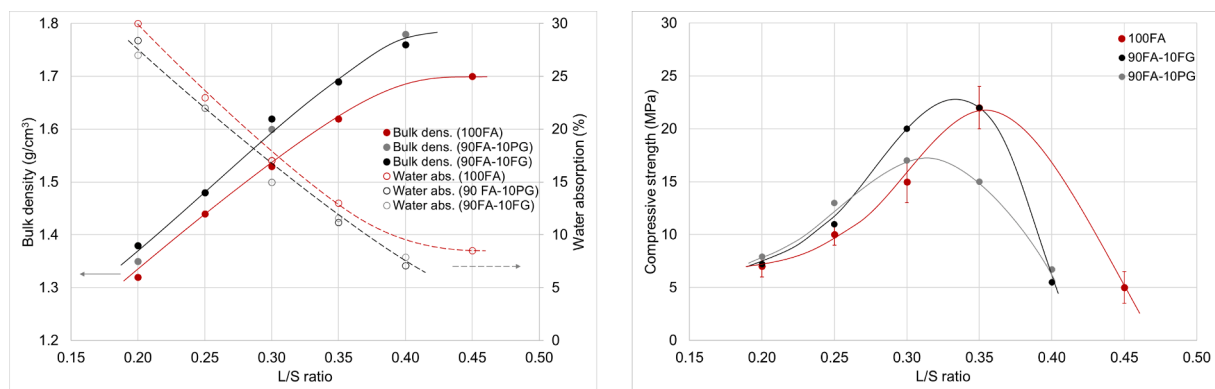 1.8
1.7
1.6
1.5
1.4
1.3
1.2
Bulk density (g/cm³)
30
25
20
15
10
5
0
Water absorption (%)
Bulk dens. (100FA)
Bulk dens. (90FA-10PG)
Bulk dens. (90FA-10FG)
Water abs. (100FA)
Water abs. (90 FA-10PG)
Water abs. (90FA-10FG)
0.15 0.20 0.25 0.30 0.35 0.40 0.45 0.50
L/S ratio
30
25
20
15
10
5
0
Compressive strength (MPa)
100FA
90FA-10FG
90FA-10PG
0.15 0.20 0.25 0.30 0.35 0.40 0.45 0.50
L/S ratio